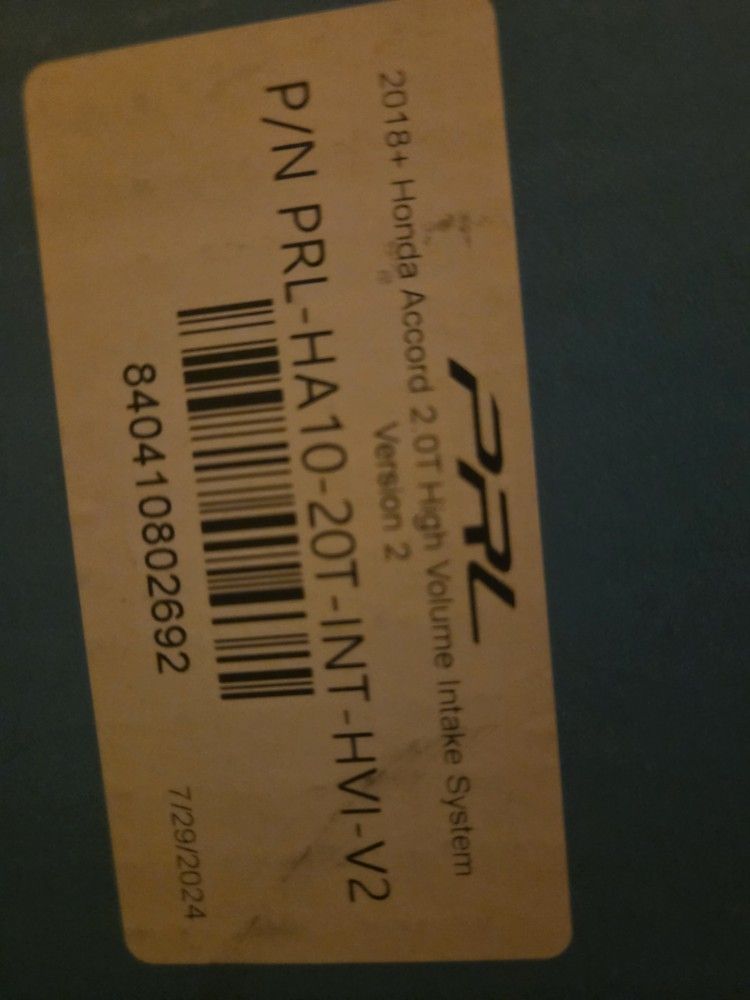 PRL
2018+ Honda Accord 2.0T High Volume Intake System
Version 2
P/N PRL-HA10-20T-INT-HVI-V2
840410802692
7/29/2024